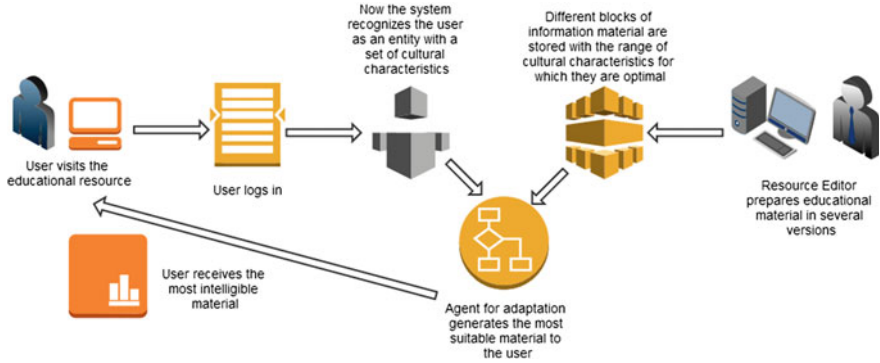 Now the system
recognizes the user
as an entity with a
set of cultural
characteristics
Different blocks of
information material are
stored with the range of
cultural characteristics for
which they are optimal
User visits the
educational resource
User logs in
Resource Editor
prepares educational
material in several
versions
User receives the
most intelligible
material
Agent for adaptation
generates the most
suitable material to
the user